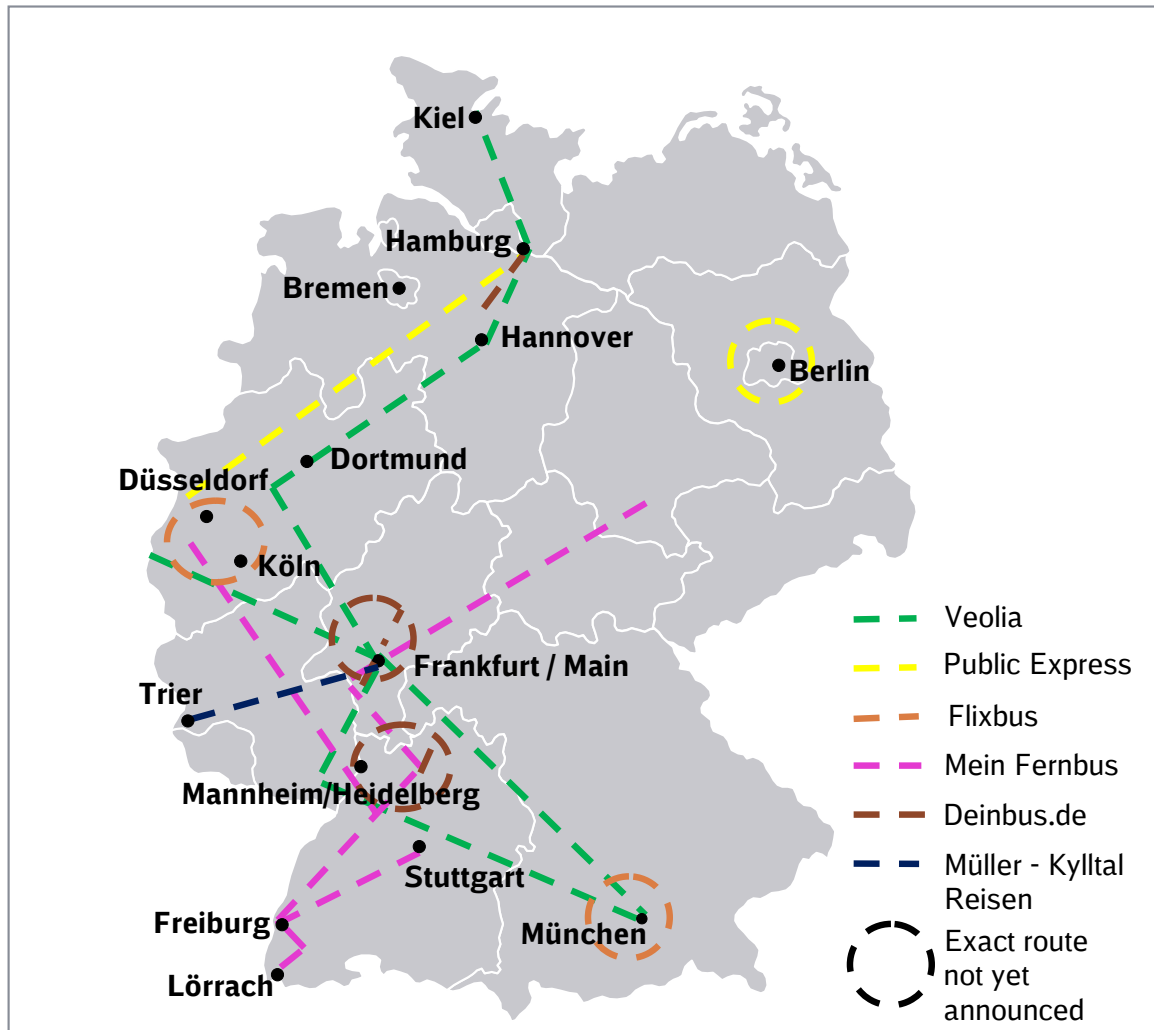 Kiel
Hamburg
Bremen
Hannover
Berlin
Dortmund
Düsseldorf
Köln
Frankfurt / Main
Trier
Mannheim/Heidelberg
Stuttgart
Freiburg
München
Lörrach
Veolia
Public Express
Flixbus
Mein Fernbus
Deinbus.de
Müller - Kylltal
Reisen
Exact route
not yet
announced